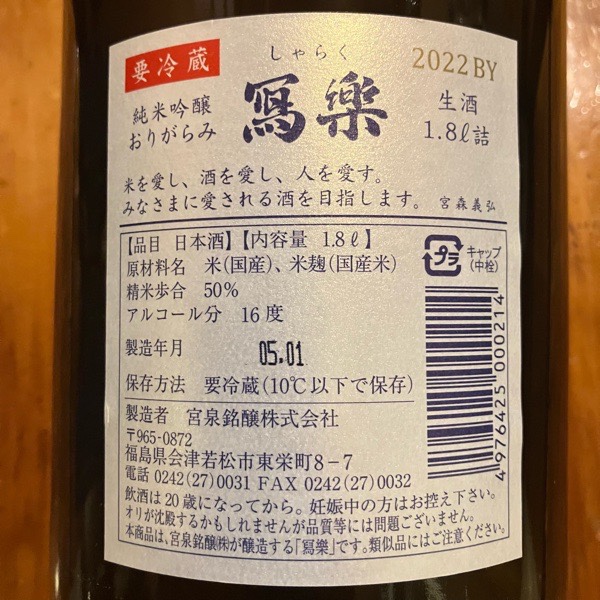 要冷蔵
しゃらく
2022 BY
純米吟醸
おりがらみ
寫樂
生酒
1.8ℓ詰
米を愛し、酒を愛し、人を愛す。
みなさまに愛される酒を目指します。 宮森義弘
【品目 日本酒】【内容量 1.8ℓ】
原材料名 米(国産)、米麹(国産米)
精米歩合 50%
アルコール分 16度
製造年月 05.01
保存方法 要冷蔵(10℃以下で保存)
プラ
キャップ
(中栓)
4976425000214
製造者 宮泉銘醸株式会社
〒965-0872
福島県会津若松市東栄町8-7
電話 0242(27)0031 FAX 0242(27)0032
飲酒は20歳になってから。妊娠中の方はお控え下さい。
オリが沈殿するかもしれませんが品質等には問題ございません。
本商品は、宮泉銘醸㈱が醸造する「寫樂」です。類似品にはご注意ください。